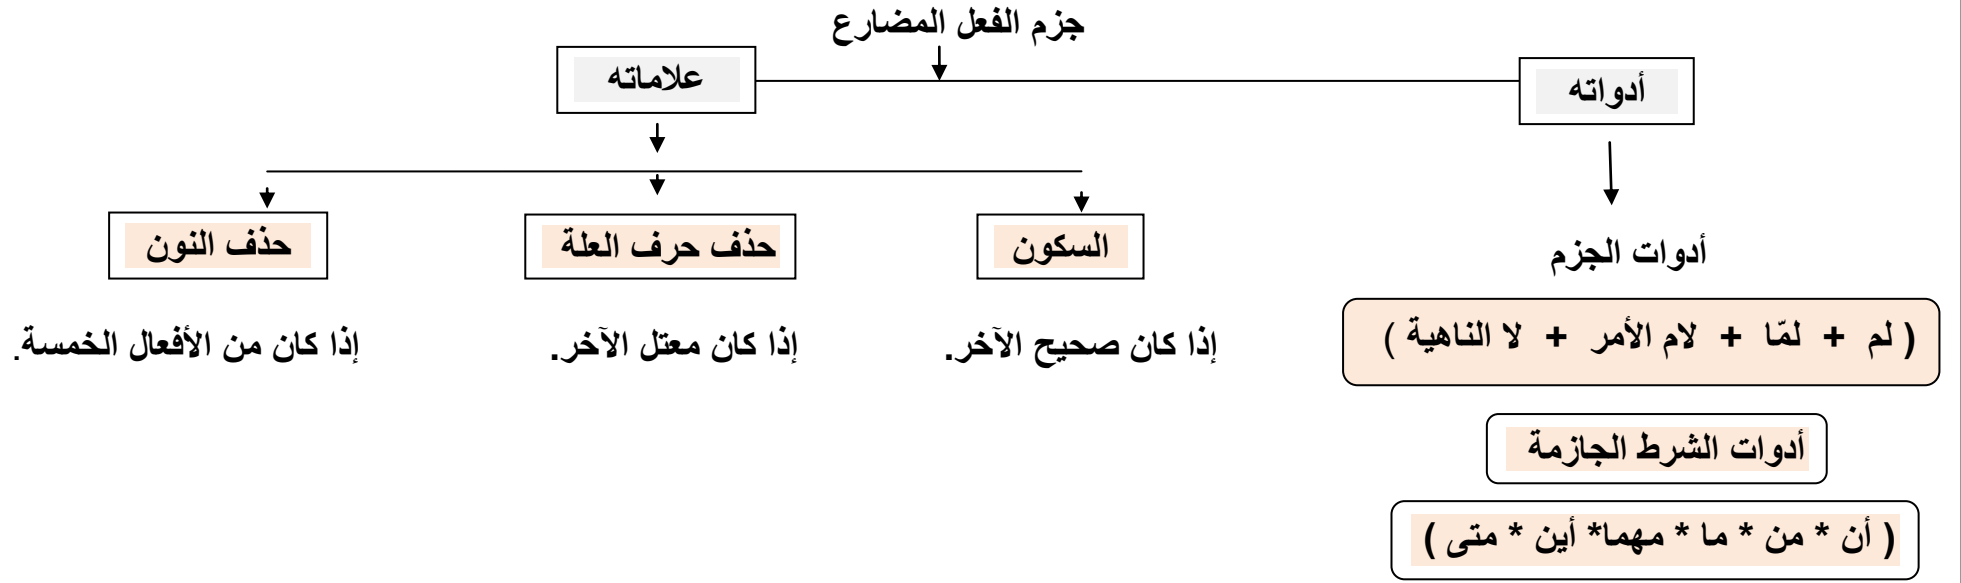 جزم الفعل المضارع
أدواته
علاماته
أدوات الجزم
( لم + لمّا + لام الأمر + لا الناهية )
أدوات الشرط الجازمة
( أن * من * ما * مهما* أين * متى )
السكون
إذا كان صحيح الآخر.
حذف حرف العلة
إذا كان معتل الآخر.
حذف النون
إذا كان من الأفعال الخمسة.